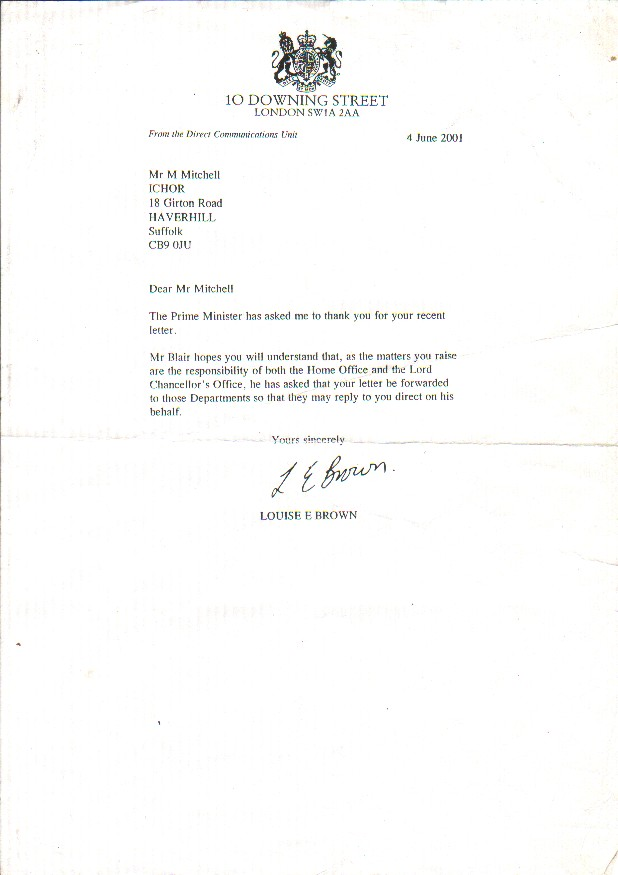 10 DOWNING STREET
LONDON SW1A 2AA
From the Direct Communications Unit
4 June 2001
Mr M Mitchell
ICHOR
18 Girton Road
HAVERHILL
Suffolk
CB9 0JU
Dear Mr Mitchell
The Prime Minister has asked me to thank you for your recent
letter.
Mr Blair hopes you will understand that, as the matters you raise
are the responsibility of both the Home Office and the Lord
Chancellor's Office, he has asked that your letter be forwarded
to those Departments so that they may reply to you direct on his
behalf.
Yours sincerely
L E Brown.
LOUISE E BROWN